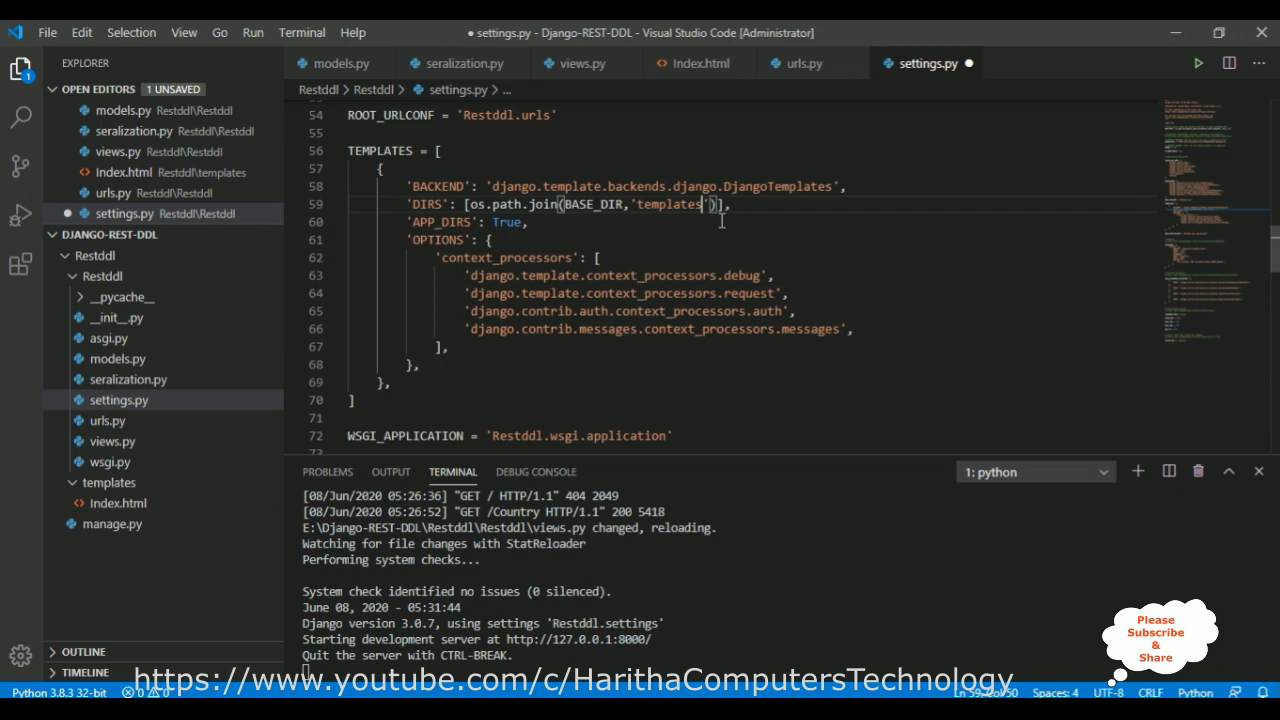 File Edit Selection View Go Run Terminal Help
● settings.py - Django-REST-DDL - Visual Studio Code [Administrator]
EXPLORER
models.py seralization.py views.py Index.html urls.py settings.py
OPEN EDITORS 1 UNSAVED
models.py Restddl\Restddl
seralization.py Restddl\Restddl
views.py Restddl\Restddl
Index.html Restddl\templates
urls.py Restddl\Restddl
settings.py Restddl\Restddl
DJANGO-REST-DDL
Restddl
Restddl
__pycache__
__init__.py
asgi.py
models.py
seralization.py
settings.py
urls.py
views.py
wsgi.py
templates
Index.html
manage.py
OUTLINE
TIMELINE
Restddl > Restddl > settings.py > ...
54 ROOT_URLCONF = 'Restddl.urls'
55
56 TEMPLATES = [
57 {
58 'BACKEND': 'django.template.backends.django.DjangoTemplates',
59 'DIRS': [os.path.join(BASE_DIR,'templates')],
60 'APP_DIRS': True,
61 'OPTIONS': {
62 'context_processors': [
63 'django.template.context_processors.debug',
64 'django.template.context_processors.request',
65 'django.contrib.auth.context_processors.auth',
66 'django.contrib.messages.context_processors.messages',
67 ],
68 },
69 },
70 ]
71
72 WSGI_APPLICATION = 'Restddl.wsgi.application'
PROBLEMS OUTPUT TERMINAL DEBUG CONSOLE 1: python
[08/Jun/2020 05:26:36] "GET / HTTP/1.1" 404 2049
[08/Jun/2020 05:26:52] "GET /Country HTTP/1.1" 200 5418
E:\Django-REST-DDL\Restddl\Restddl\views.py changed, reloading.
Watching for file changes with StatReloader
Performing system checks...
System check identified no issues (0 silenced).
June 08, 2020 - 05:31:44
Django version 3.0.7, using settings 'Restddl.settings'
Starting development server at http://127.0.0.1:8000/
Quit the server with CTRL-BREAK.
Please
Subscribe
&
Share
https://www.youtube.com/c/HarithaComputersTechnology
Python 3.8.3 32-bit 0 0 Spaces: 4 UTF-8 CRLF Python